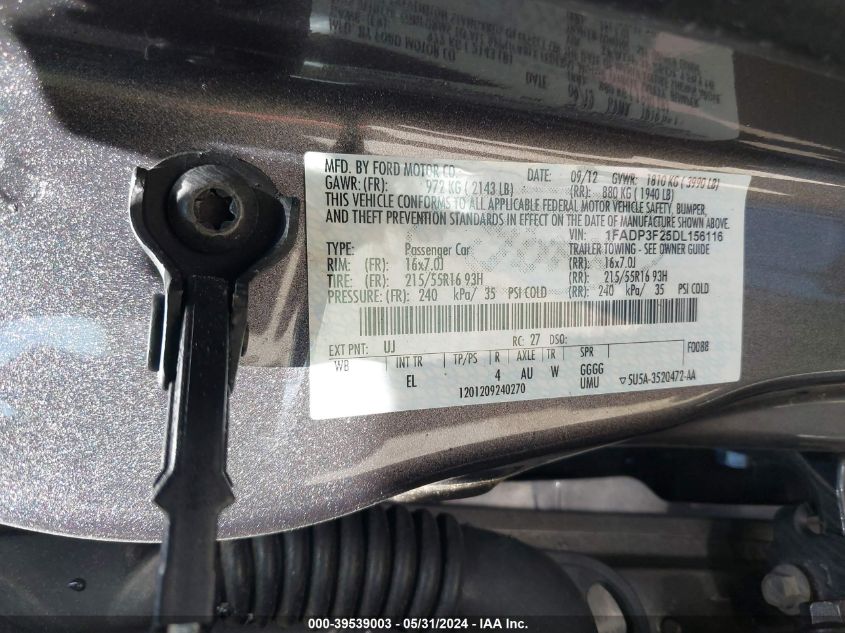 MFD. BY FORD MOTOR CO. DATE: 09/12 GVWR: 1810 KG ( 3990 LB)
GAWR: (FR): 972 KG ( 2143 LB) (RR): 880 KG ( 1940 LB)
THIS VEHICLE CONFORMS TO ALL APPLICABLE FEDERAL MOTOR VEHICLE SAFETY, BUMPER,
AND THEFT PREVENTION STANDARDS IN EFFECT ON THE DATE OF MANUFACTURE SHOWN ABOVE.
VIN: 1FADP3F25DL156116
TYPE: Passenger Car TRAILER TOWING - SEE OWNER GUIDE
RIM: (FR): 16x7.0J (RR): 16x7.0J
TIRE: (FR): 215/55R16 93H (RR): 215/55R16 93H
PRESSURE: (FR): 240 kPa/ 35 PSI COLD (RR): 240 kPa/ 35 PSI COLD
EXT PNT: UJ RC: 27 DSO: F0088
WB INT TR TP/PS R AXLE TR SPR
EL 4 AU W GGGG
UMU
1201209240270 ▽5U5A-3520472-AA
000-39539003 - 05/31/2024 - IAA Inc.